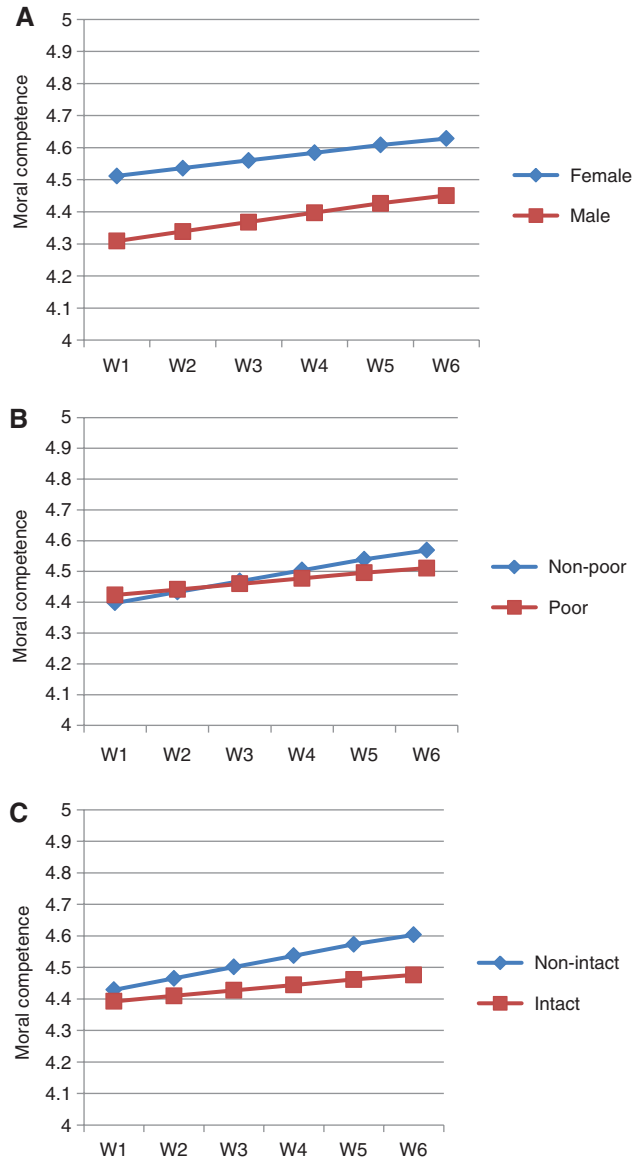 A
Moral competence
5
4.9
4.8
4.7
4.6
4.5
4.4
4.3
4.2
4.1
4
W1 W2 W3 W4 W5 W6
Female
Male
B
Moral competence
5
4.9
4.8
4.7
4.6
4.5
4.4
4.3
4.2
4.1
4
W1 W2 W3 W4 W5 W6
Non-poor
Poor
C
Moral competence
5
4.9
4.8
4.7
4.6
4.5
4.4
4.3
4.2
4.1
4
W1 W2 W3 W4 W5 W6
Non-intact
Intact